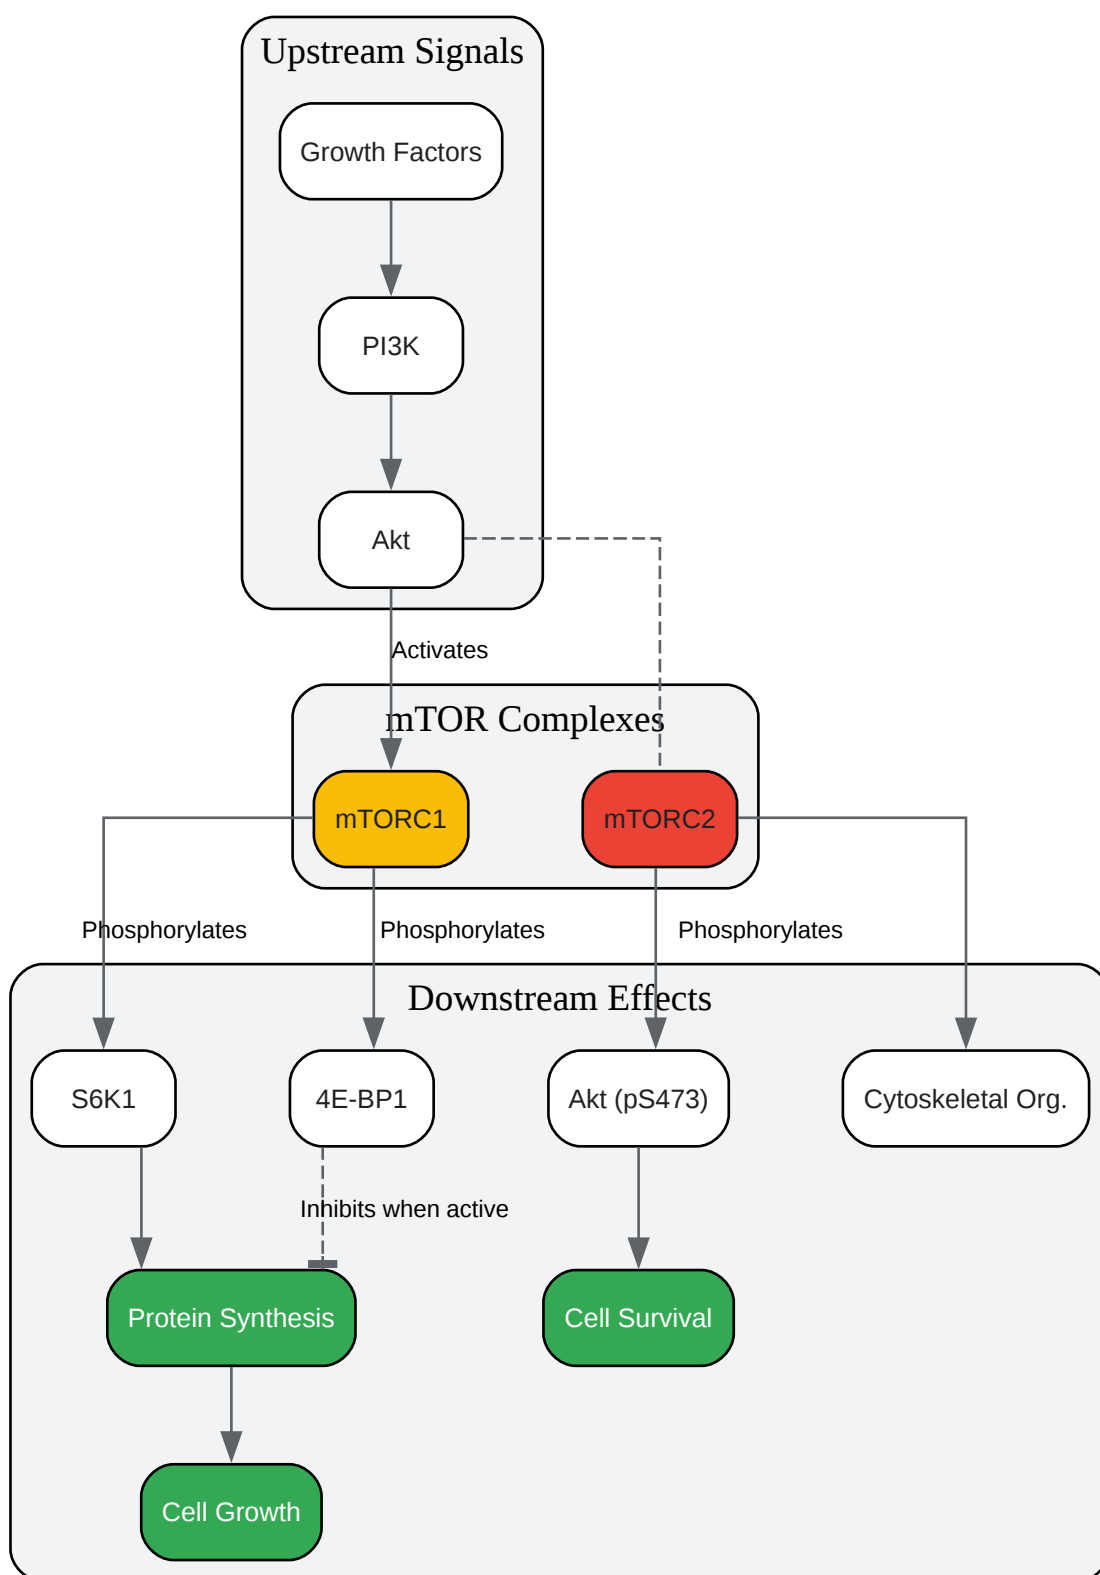 Upstream Signals
Growth Factors
PI3K
Akt
Activates
mTOR Complexes
mTORC1
mTORC2
Phosphorylates
Phosphorylates
Phosphorylates
Downstream Effects
S6K1
4E-BP1
Akt (pS473)
Cytoskeletal Org.
Inhibits when active
Protein Synthesis
Cell Survival
Cell Growth